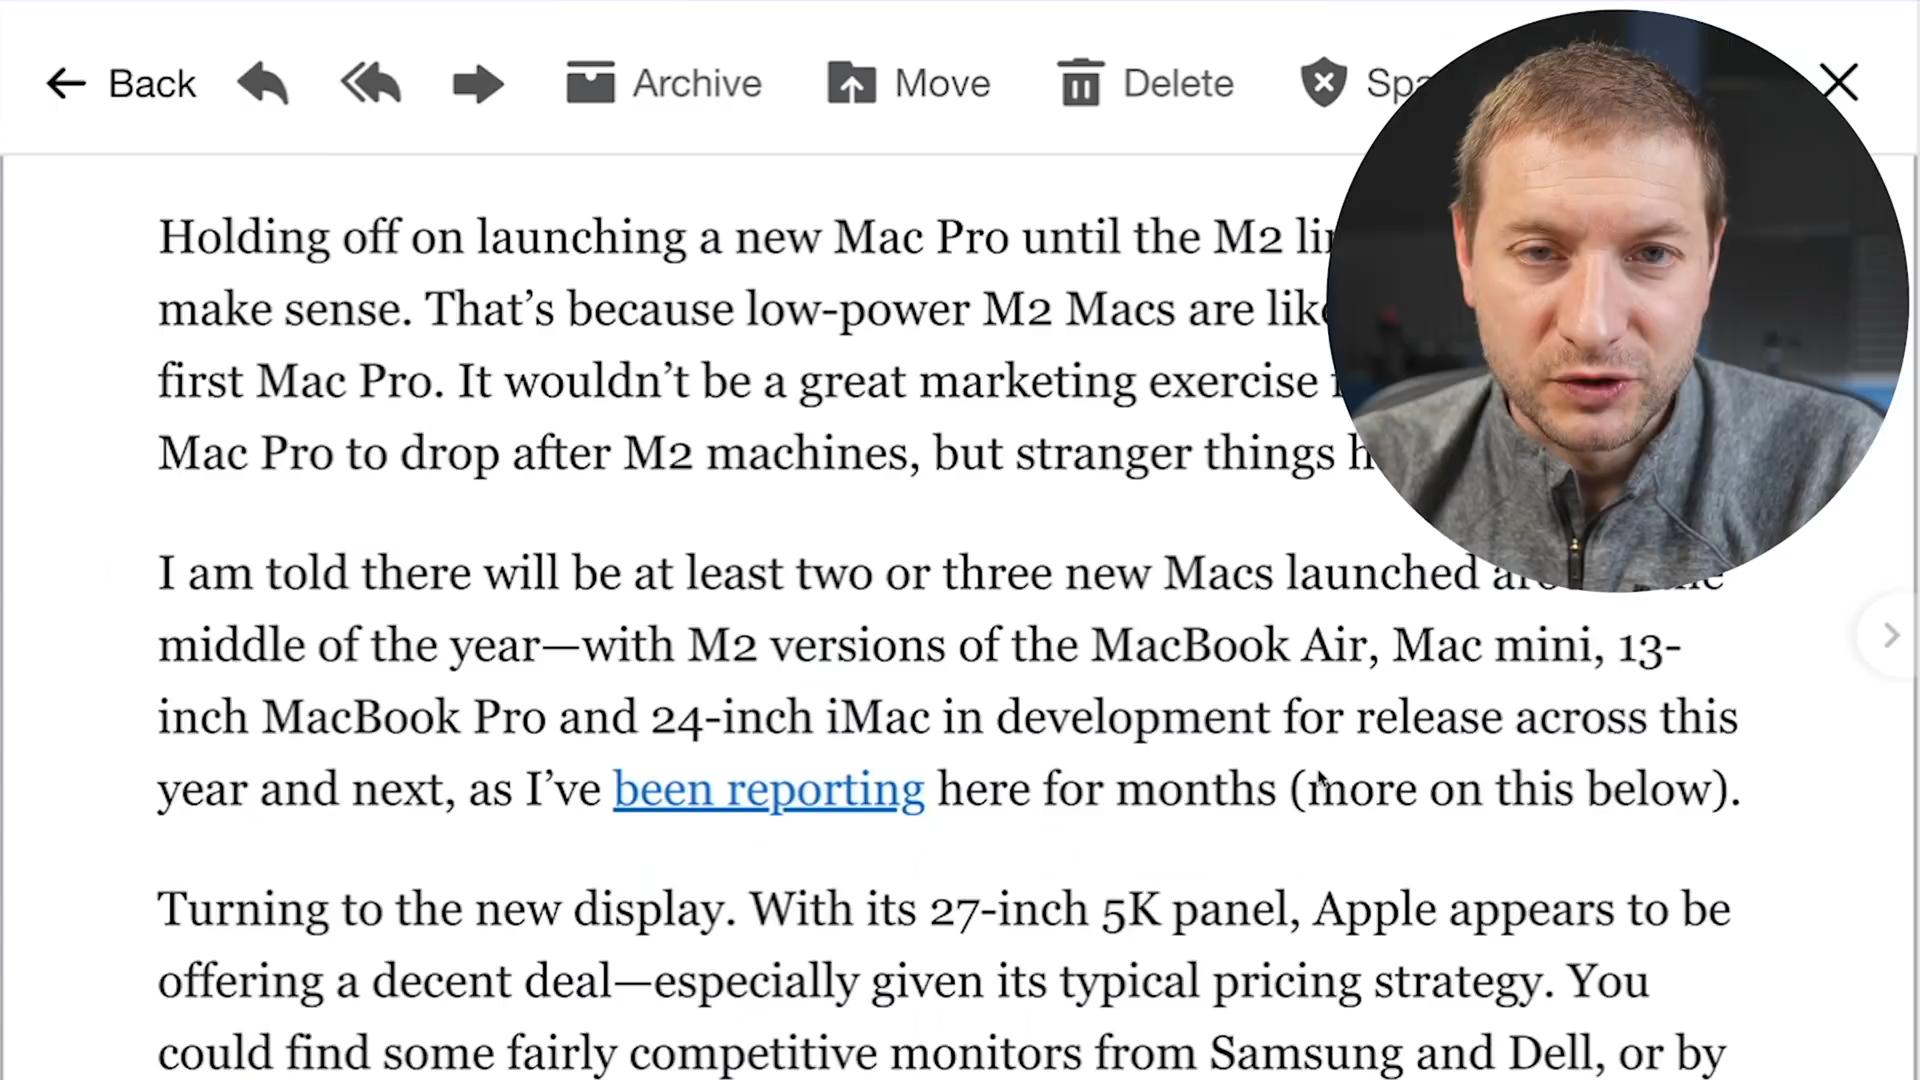 Back Archive Move Delete
Holding off on launching a new Mac Pro until the M2
make sense. That’s because low-power M2 Macs are
first Mac Pro. It wouldn’t be a great marketing exercise
Mac Pro to drop after M2 machines, but stranger things
I am told there will be at least two or three new Macs launched
middle of the year—with M2 versions of the MacBook Air, Mac mini, 13-
inch MacBook Pro and 24-inch iMac in development for release across this
year and next, as I’ve been reporting here for months (more on this below).
Turning to the new display. With its 27-inch 5K panel, Apple appears to be
offering a decent deal—especially given its typical pricing strategy. You
could find some fairly competitive monitors from Samsung and Dell, or by